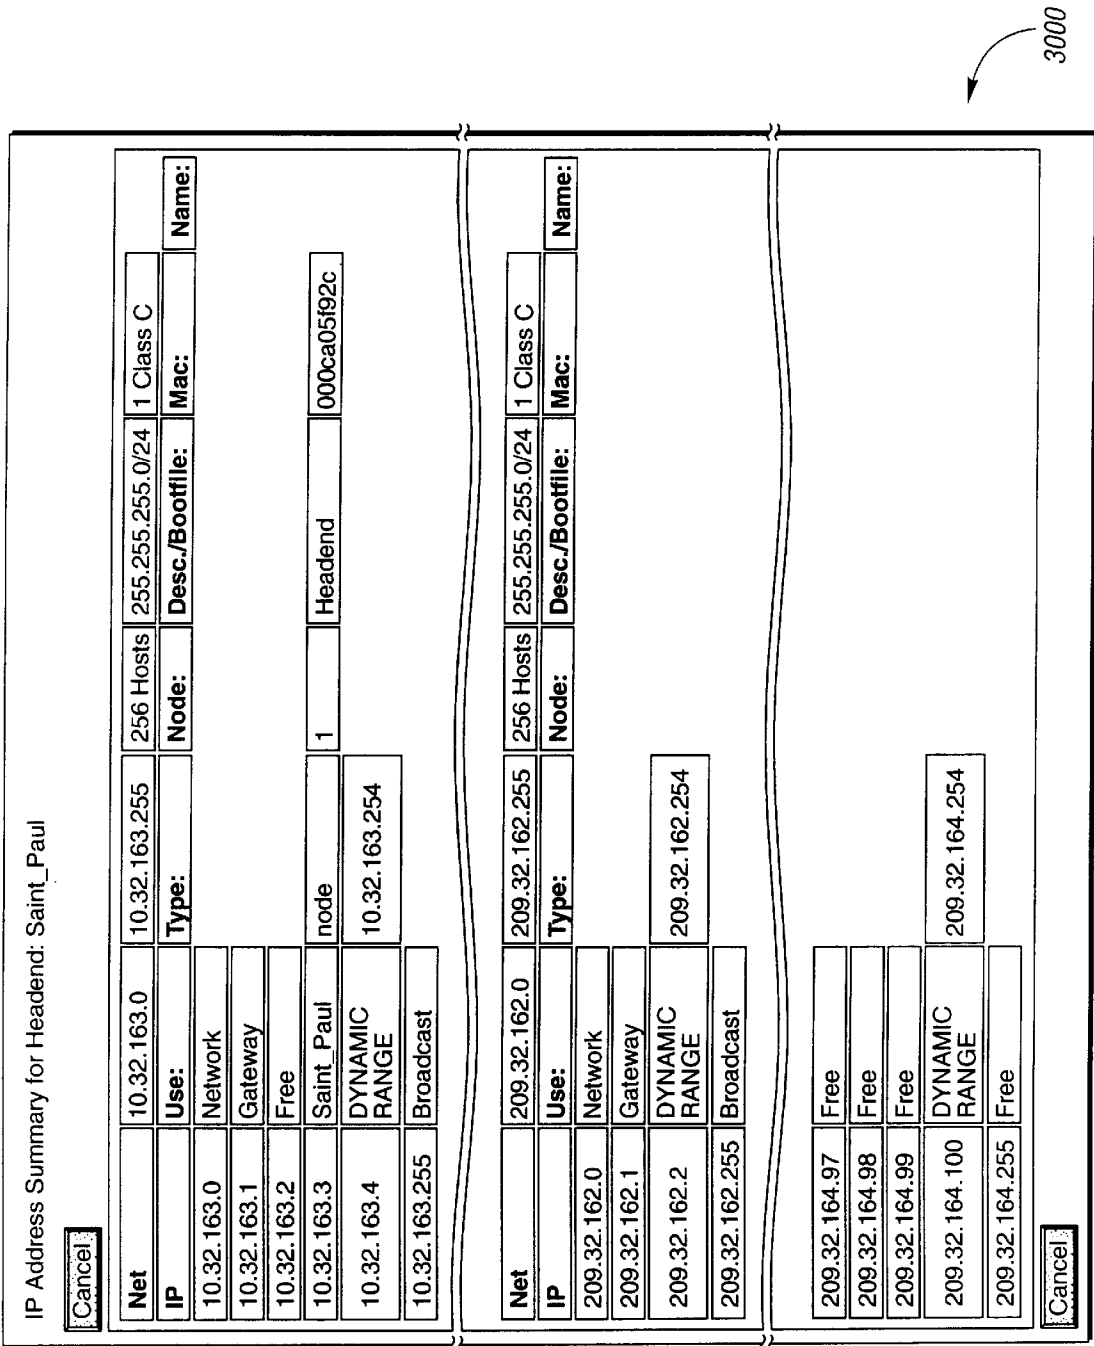 IP Address Summary for Headend: Saint_Paul
Cancel
Net 10.32.163.0 10.32.163.255 256 Hosts 255.255.255.0/24 1 Class C
IP Use: Type: Node: Desc./Bootfile: Mac: Name:
10.32.163.0 Network
10.32.163.1 Gateway
10.32.163.2 Free
10.32.163.3 Saint_Paul node 1 Headend 000ca05f92c
10.32.163.4 DYNAMIC RANGE 10.32.163.254
10.32.163.255 Broadcast
Net 209.32.162.0 209.32.162.255 256 Hosts 255.255.255.0/24 1 Class C
IP Use: Type: Node: Desc./Bootfile: Mac: Name:
209.32.162.0 Network
209.32.162.1 Gateway
209.32.162.2 DYNAMIC RANGE 209.32.162.254
209.32.162.255 Broadcast
209.32.164.97 Free
209.32.164.98 Free
209.32.164.99 Free
209.32.164.100 DYNAMIC RANGE 209.32.164.254
209.32.164.255 Free
Cancel
3000